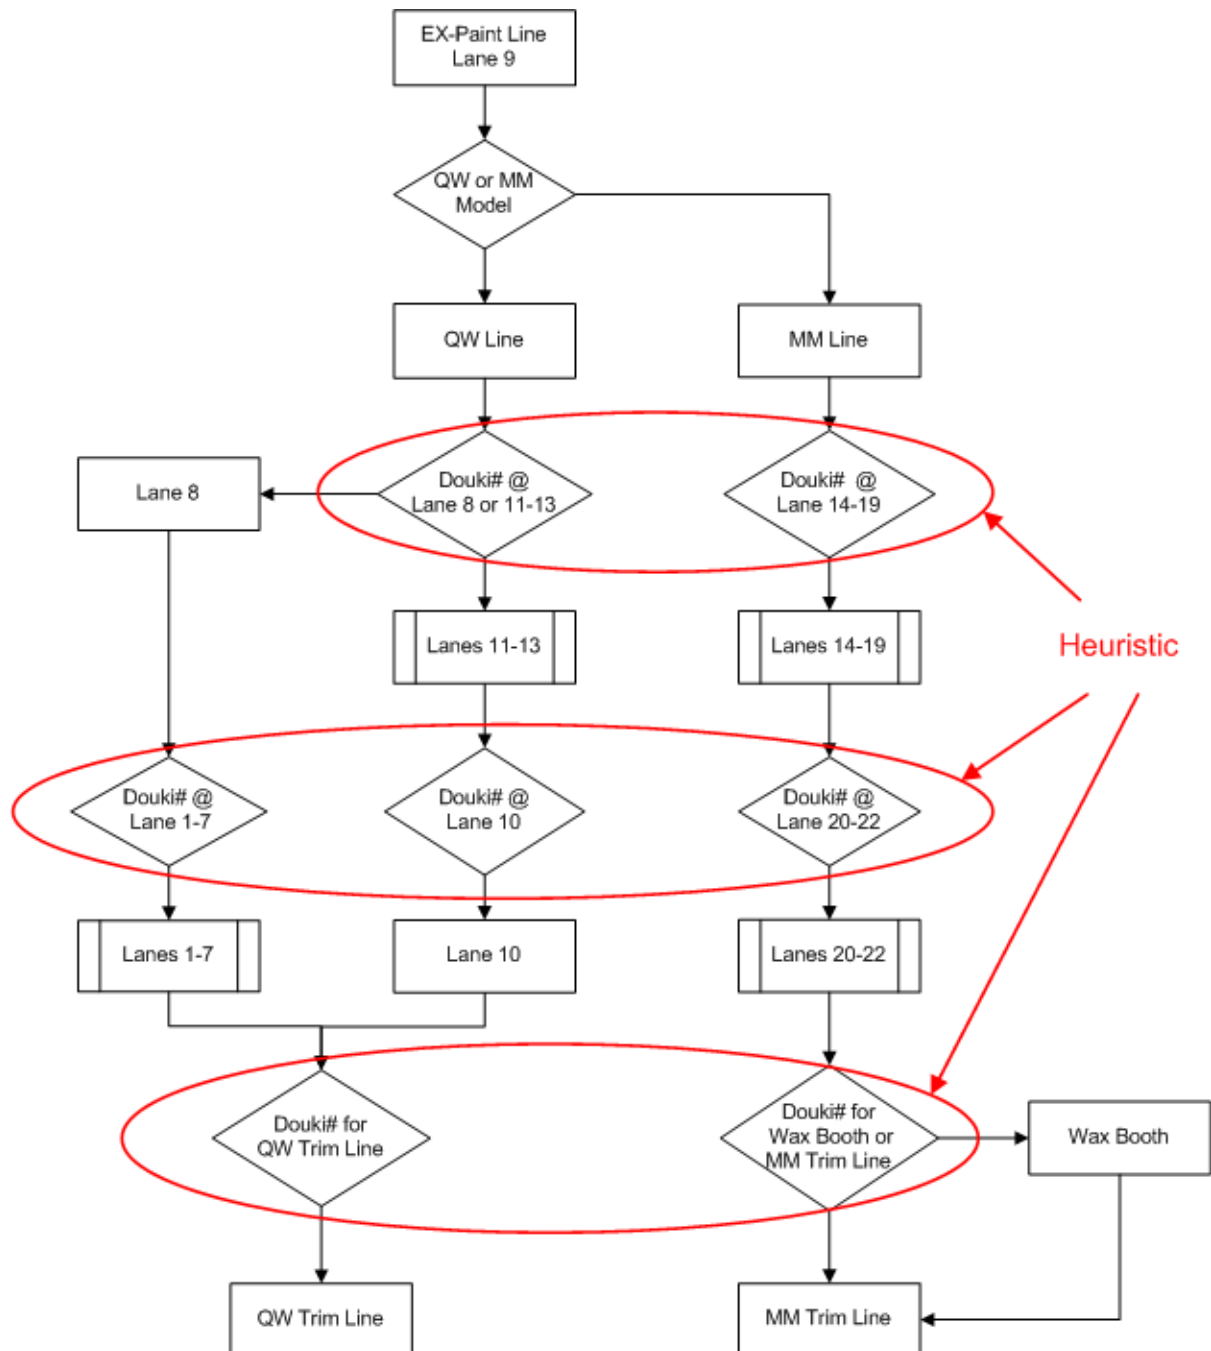 EX-Paint Line
Lane 9
QW or MM
Model
QW Line
MM Line
Lane 8
Douki# @
Lane 8 or 11-13
Douki# @
Lane 14-19
Lanes 11-13
Lanes 14-19
Heuristic
Douki# @
Lane 1-7
Douki# @
Lane 10
Douki# @
Lane 20-22
Lanes 1-7
Lane 10
Lanes 20-22
Douki# for
QW Trim Line
Douki# for
Wax Booth or
MM Trim Line
Wax Booth
QW Trim Line
MM Trim Line